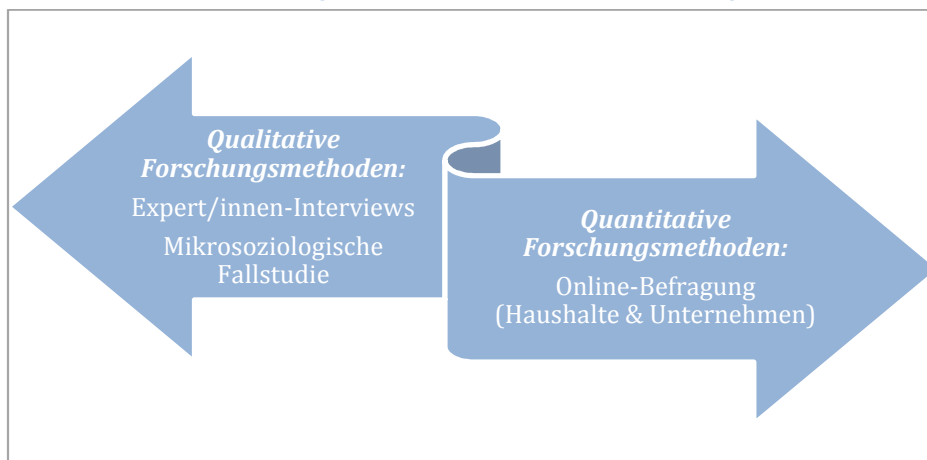 Qualitative
Forschungsmethoden:
Expert/innen-Interviews
Mikrosoziologische
Fallstudie
Quantitative
Forschungsmethoden:
Online-Befragung
(Haushalte & Unternehmen)